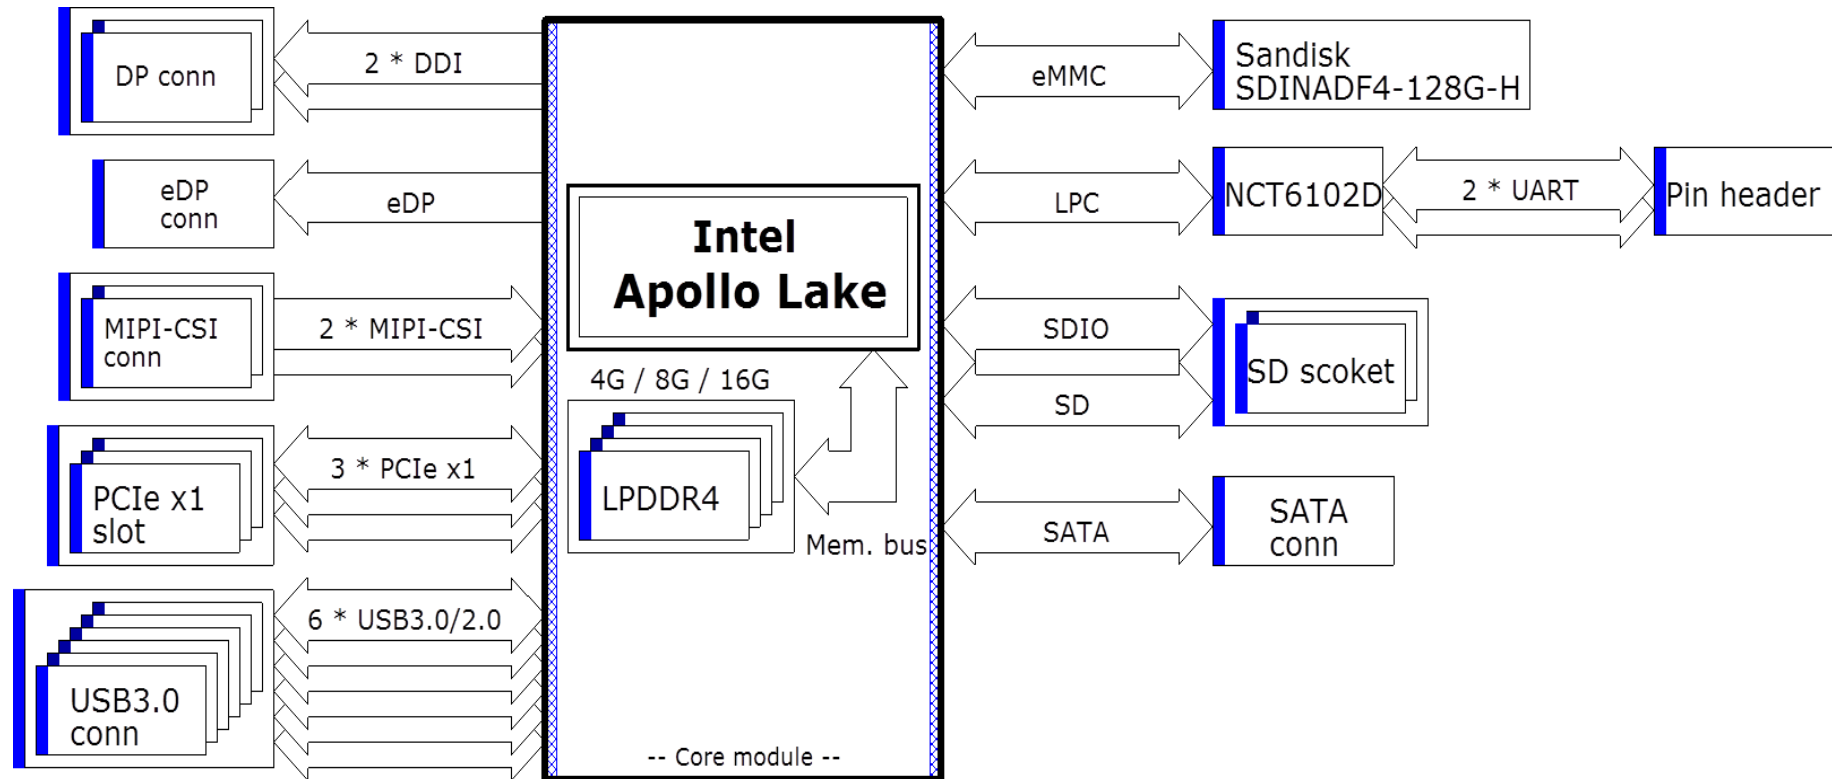 DP conn
2 * DDI
eDP
conn
eDP
MIPI-CSI
conn
2 * MIPI-CSI
PCIe x1
slot
3 * PCIe x1
USB3.0
conn
6 * USB3.0/2.0
Intel
Apollo Lake
4G / 8G / 16G
LPDDR4
Mem. bus
-- Core module --
eMMC
Sandisk
SDINADF4-128G-H
LPC
NCT6102D
2 * UART
Pin header
SDIO
SD scoket
SD
SATA
SATA
conn